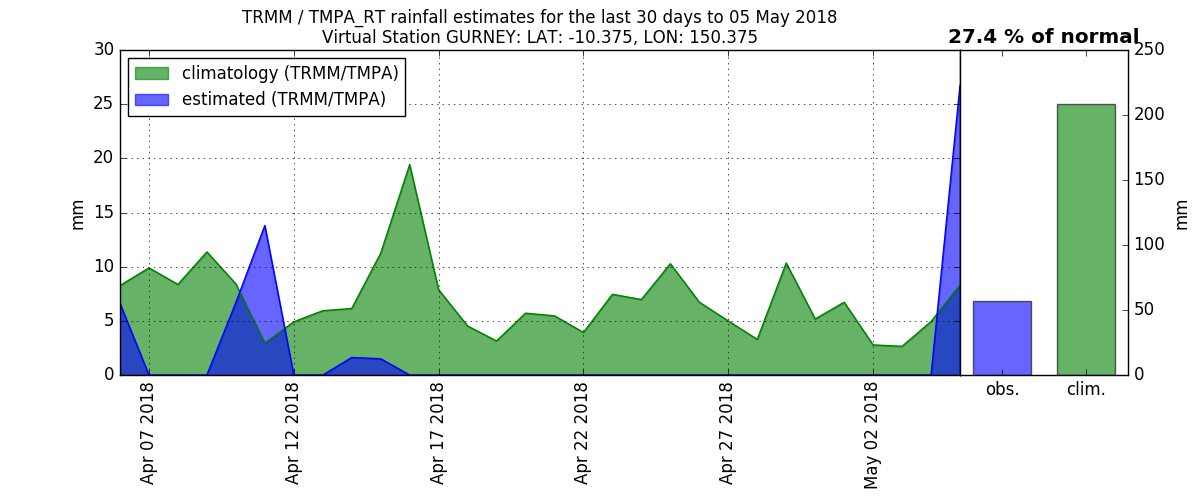 TRMM / TMPA_RT rainfall estimates for the last 30 days to 05 May 2018
Virtual Station GURNEY: LAT: -10.375, LON: 150.375
27.4 % of normal
climatology (TRMM/TMPA)
estimated (TRMM/TMPA)
mm
30
25
20
15
10
5
0
Apr 07 2018
Apr 12 2018
Apr 17 2018
Apr 22 2018
Apr 27 2018
May 02 2018
obs.
clim.
250
200
150
100
50
0
mm